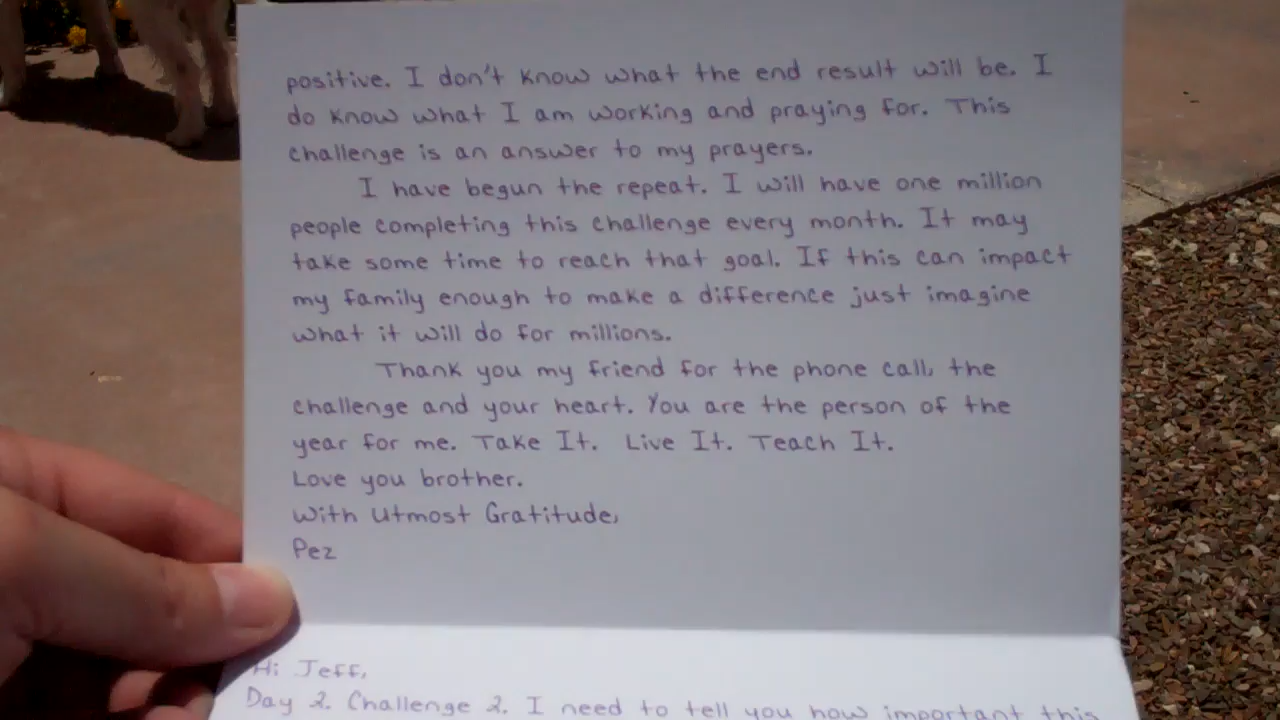 positive. I don't know what the end result will be. I
do know what I am working and praying for. This
challenge is an answer to my prayers.
I have begun the repeat. I will have one million
people completing this challenge every month. It may
take some time to reach that goal. If this can impact
my family enough to make a difference just imagine
what it will do for millions.
Thank you my friend for the phone call, the
challenge and your heart. You are the person of the
year for me. Take It. Live It. Teach It.
Love you brother.
With Utmost Gratitude,
Pez
Hi Jeff,
Day 2. Challenge 2. I need to tell you how important this